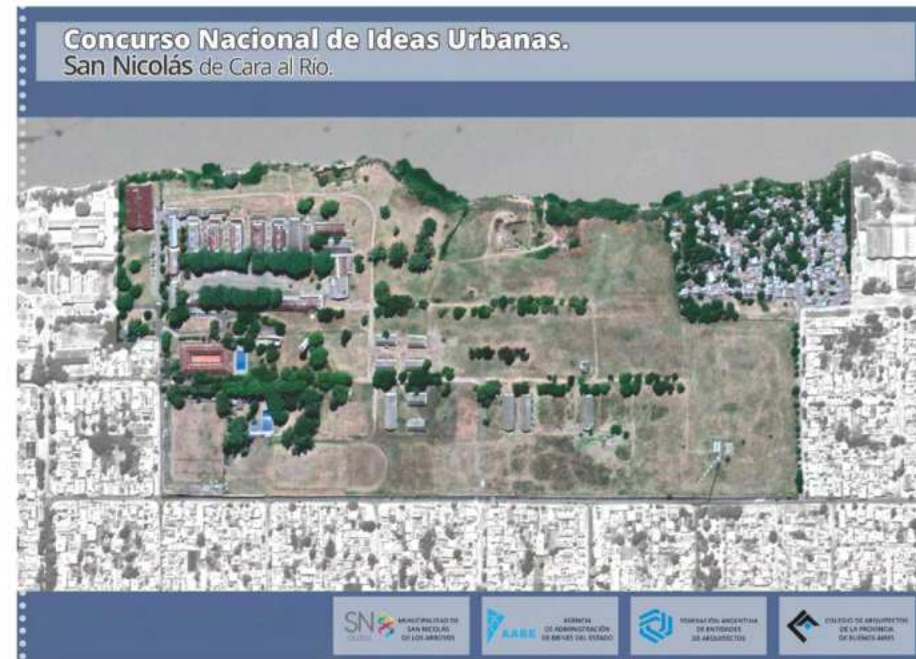 Concurso Nacional de Ideas Urbanas.
San Nicolás de Cara al Río.
SN
CIUDAD
MUNICIPALIDAD DE
SAN NICOLÁS
DE LOS ARROYOS
AABE
AGENCIA
DE ADMINISTRACIÓN
DE BIENES DEL ESTADO
FEDERACIÓN ARGENTINA
DE ENTIDADES
DE ARQUITECTOS
COLEGIO DE ARQUITECTOS
DE LA PROVINCIA
DE BUENOS AIRES